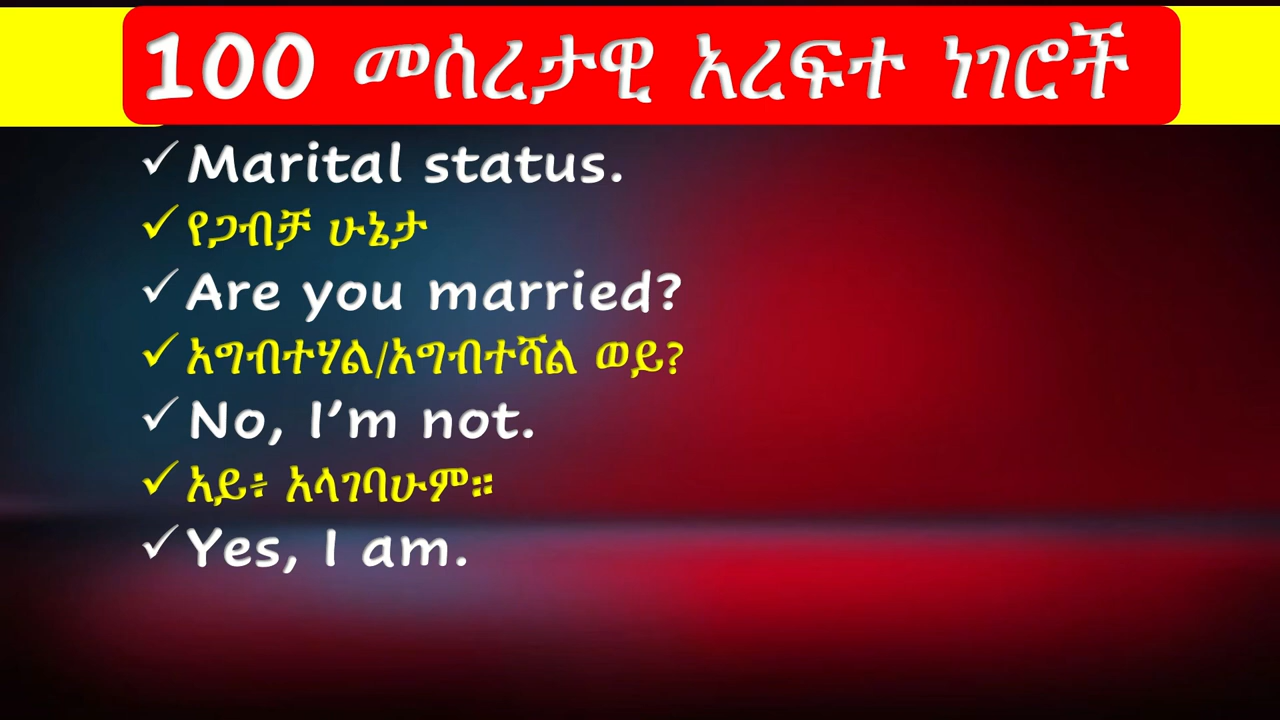 100 መሰረታዊ አረፍተ ነገሮች
✓Marital status.
✓የጋብቻ ሁኔታ
✓Are you married?
✓አግብተሃል/አግብተሻል ወይ?
✓No, I’m not.
✓አይ፥ አላገባሁም።
✓Yes, I am.